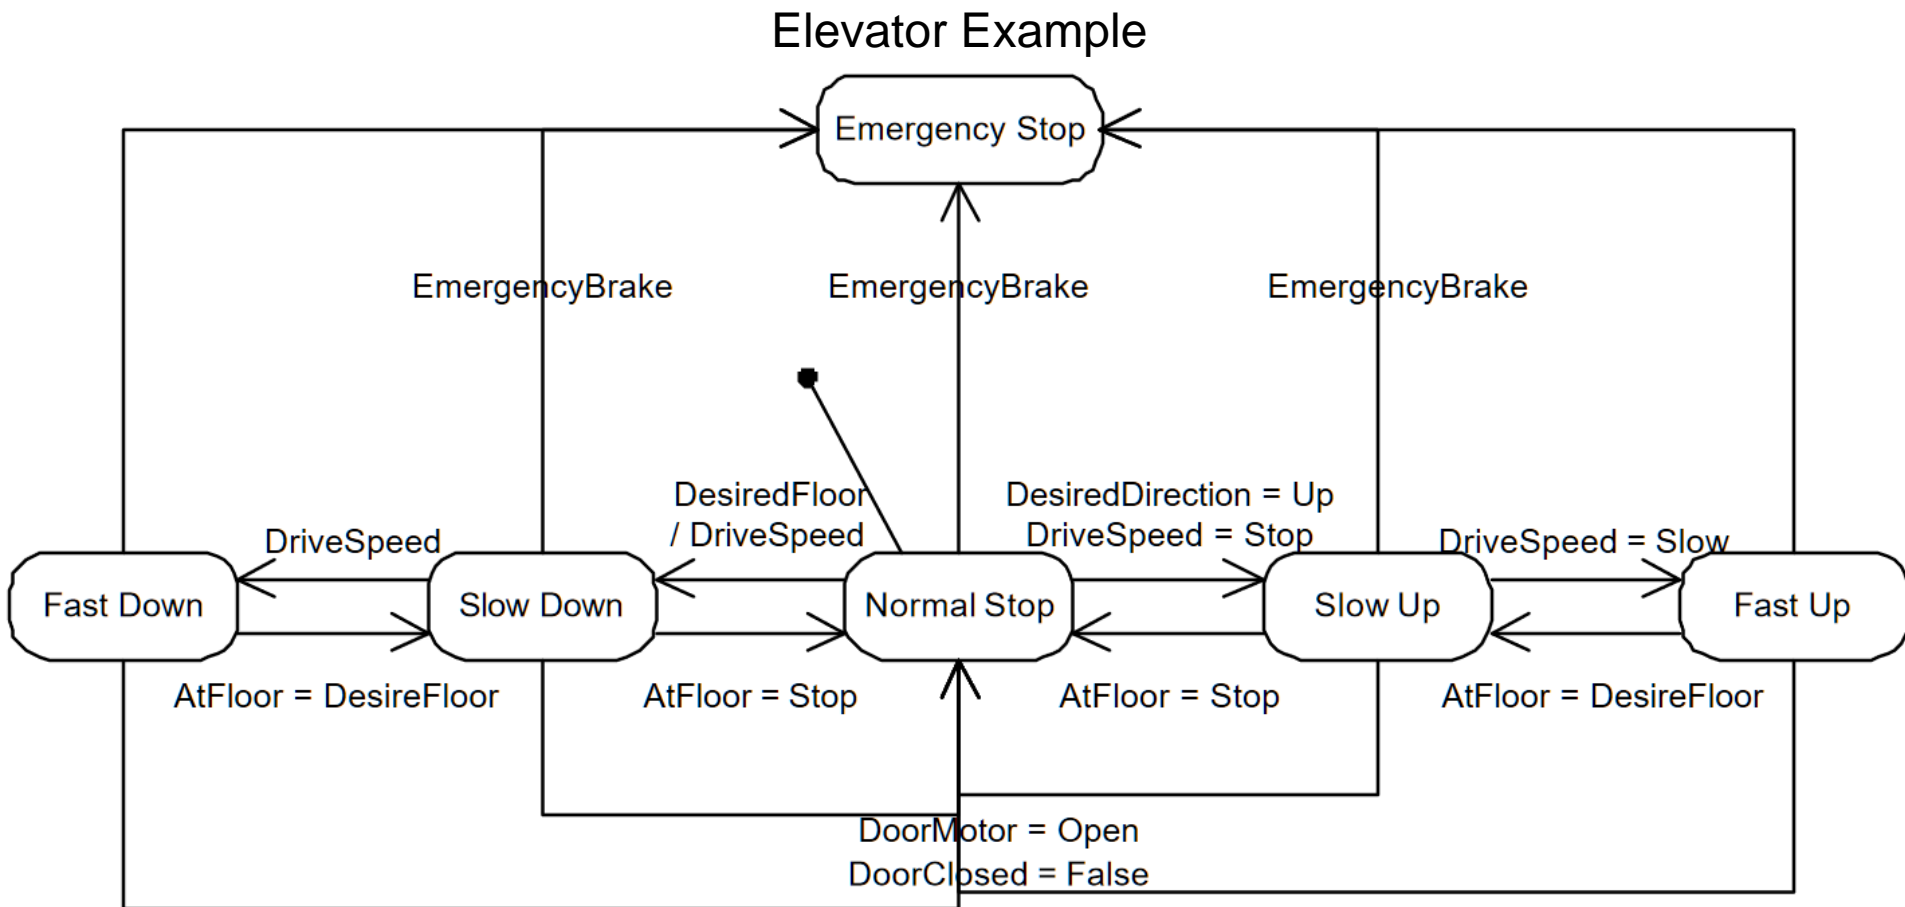 Elevator Example
Emergency Stop
EmergencyBrake
EmergencyBrake
EmergencyBrake
DesiredFloor
/ DriveSpeed
DesiredDirection = Up
DriveSpeed = Stop
DriveSpeed
DriveSpeed = Slow
Fast Down
Slow Down
Normal Stop
Slow Up
Fast Up
AtFloor = DesireFloor
AtFloor = Stop
AtFloor = Stop
AtFloor = DesireFloor
DoorMotor = Open
DoorClosed = False